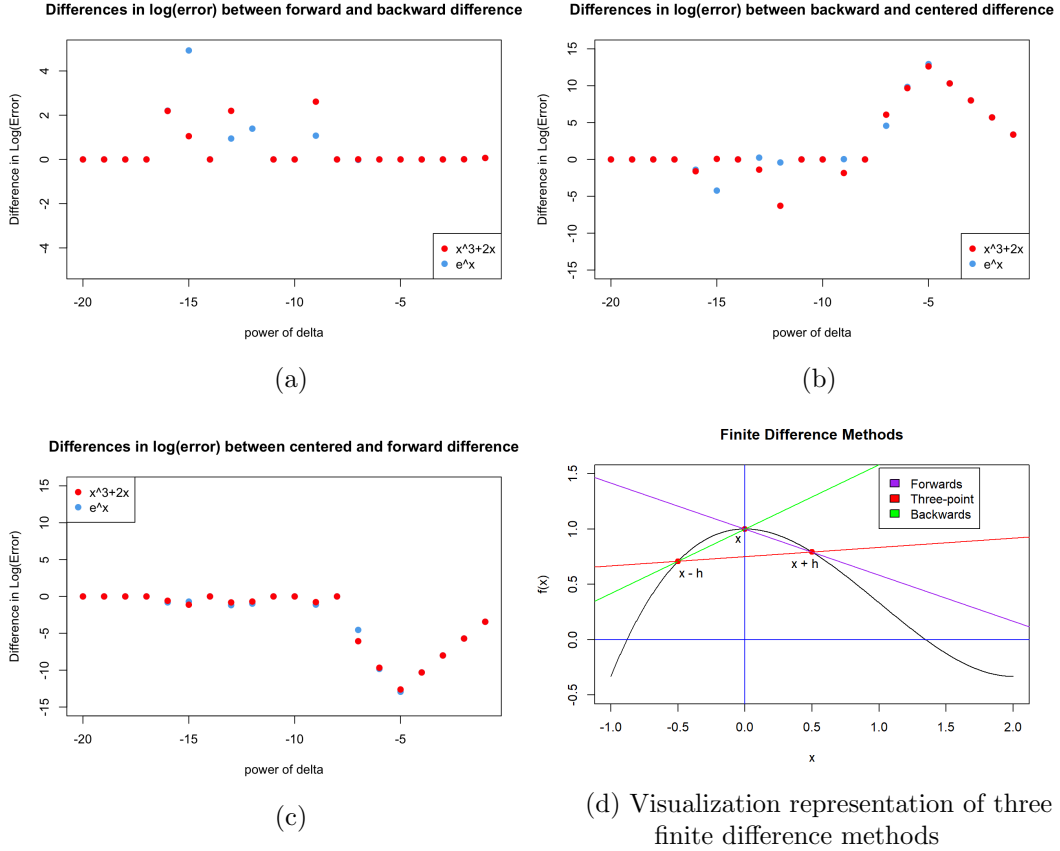 Differences in log(error) between forward and backward difference
Difference in Log(Error)
4
2
0
-2
-4
x^3+2x
e^x
-20 -15 -10 -5
power of delta
(a)
Differences in log(error) between backward and centered difference
Difference in Log(Error)
15
10
5
0
-5
-10
-15
x^3+2x
e^x
-20 -15 -10 -5
power of delta
(b)
Differences in log(error) between centered and forward difference
Difference in Log(Error)
x^3+2x
e^x
15
10
5
0
-5
-10
-15
-20 -15 -10 -5
power of delta
(c)
Finite Difference Methods
f(x)
Forwards
Three-point
Backwards
1.5
1.0
0.5
0.0
-0.5
x
x - h
x + h
-1.0 -0.5 0.0 0.5 1.0 1.5 2.0
x
(d) Visualization representation of three
finite difference methods